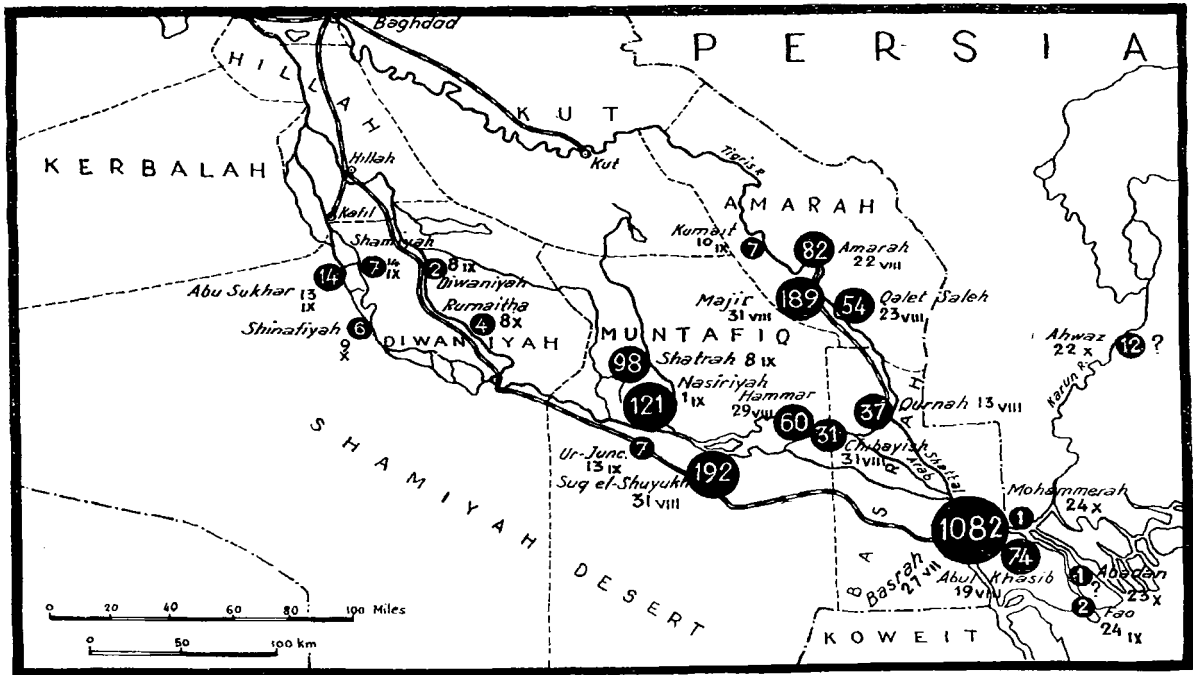 Baghdad
PERSIA
HILLAH
KUT
KERBALAH
Hillah
Kut
Tigris R.
Kafil
AMARAH
Shamiyah
Kumait
10 IX
7
82
Amarah
22 VIII
14
7
14
IX
2
8 IX
Diwaniyah
Abu Sukhar 13
IX
Rumaitha
4
8 X
Majir
31 VIII
189
54
Qalet Saleh
23 VIII
Shinafiyah
6
9
X
DIWANIYAH
MUNTAFIQ
Ahwaz
22 X
12 ?
98
Shatrah 8 IX
Karun R.
121
Nasiriyah
1 IX
Hammar
29 VIII
60
31
37
Qurnah 13 VIII
Chibayish
31 VIII
Ur-Junc.
13 IX
7
Suq el-Shuyukh
31 VIII
192
Shattal
Arab
SHAMIYAH DESERT
BASRAH
Mohammerah
24 X
1
1082
74
Basrah
27 VII
Abul Khasib
19 VIII
1
?
Abadan
23 X
2
Fao
24 IX
KOWEIT
0 20 40 60 80 100 Miles
0 50 100 km